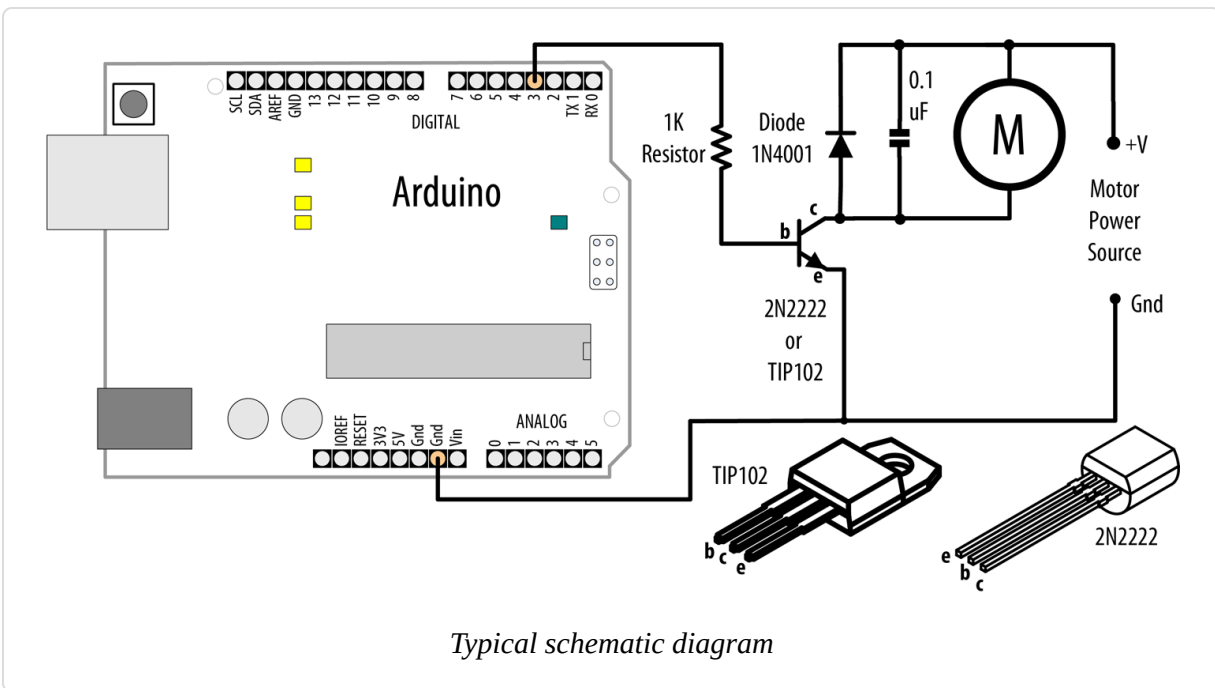 SCL
SDA
AREF
GND
13
12
11
10
9
8
7
6
5
4
3
2
TX 1
RX 0
DIGITAL
Arduino
1K
Resistor
Diode
1N4001
0.1
uF
M
+V
Motor
Power
Source
Gnd
c
b
e
2N2222
or
TIP102
IOREF
RESET
3V3
5V
Gnd
Gnd
Vin
ANALOG
0
1
2
3
4
5
TIP102
b
c
e
2N2222
e
b
c
Typical schematic diagram